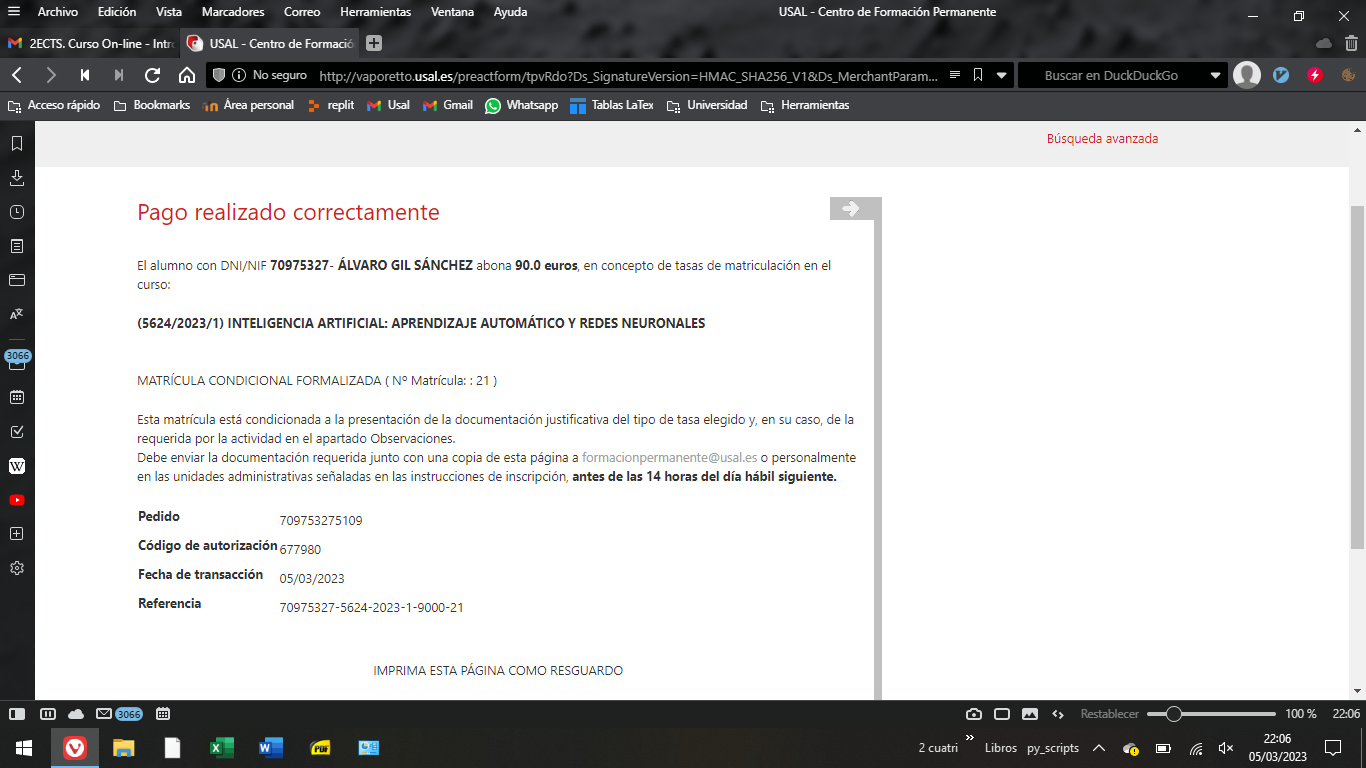 Archivo Edición Vista Marcadores Correo Herramientas Ventana Ayuda USAL - Centro de Formación Permanente
2ECTS. Curso On-line - Intr USAL - Centro de Formació
No seguro http://vaporetto.usal.es/preactform/tpvRdo?Ds_SignatureVersion=HMAC_SHA256_V1&Ds_MerchantParam... Buscar en DuckDuckGo
Acceso rápido Bookmarks Área personal replit Usal Gmail Whatsapp Tablas LaTex Universidad Herramientas
Búsqueda avanzada
Pago realizado correctamente
El alumno con DNI/NIF 70975327- ÁLVARO GIL SÁNCHEZ abona 90.0 euros, en concepto de tasas de matriculación en el
curso:
(5624/2023/1) INTELIGENCIA ARTIFICIAL: APRENDIZAJE AUTOMÁTICO Y REDES NEURONALES
3066
MATRÍCULA CONDICIONAL FORMALIZADA ( Nº Matrícula: : 21 )
Esta matrícula está condicionada a la presentación de la documentación justificativa del tipo de tasa elegido y, en su caso, de la
requerida por la actividad en el apartado Observaciones.
Debe enviar la documentación requerida junto con una copia de esta página a formacionpermanente@usal.es o personalmente
en las unidades administrativas señaladas en las instrucciones de inscripción, antes de las 14 horas del día hábil siguiente.
Pedido 709753275109
Código de autorización 677980
Fecha de transacción 05/03/2023
Referencia 70975327-5624-2023-1-9000-21
IMPRIMA ESTA PÁGINA COMO RESGUARDO
3066 Restablecer 100 % 22:06
2 cuatri Libros py_scripts 22:06
05/03/2023